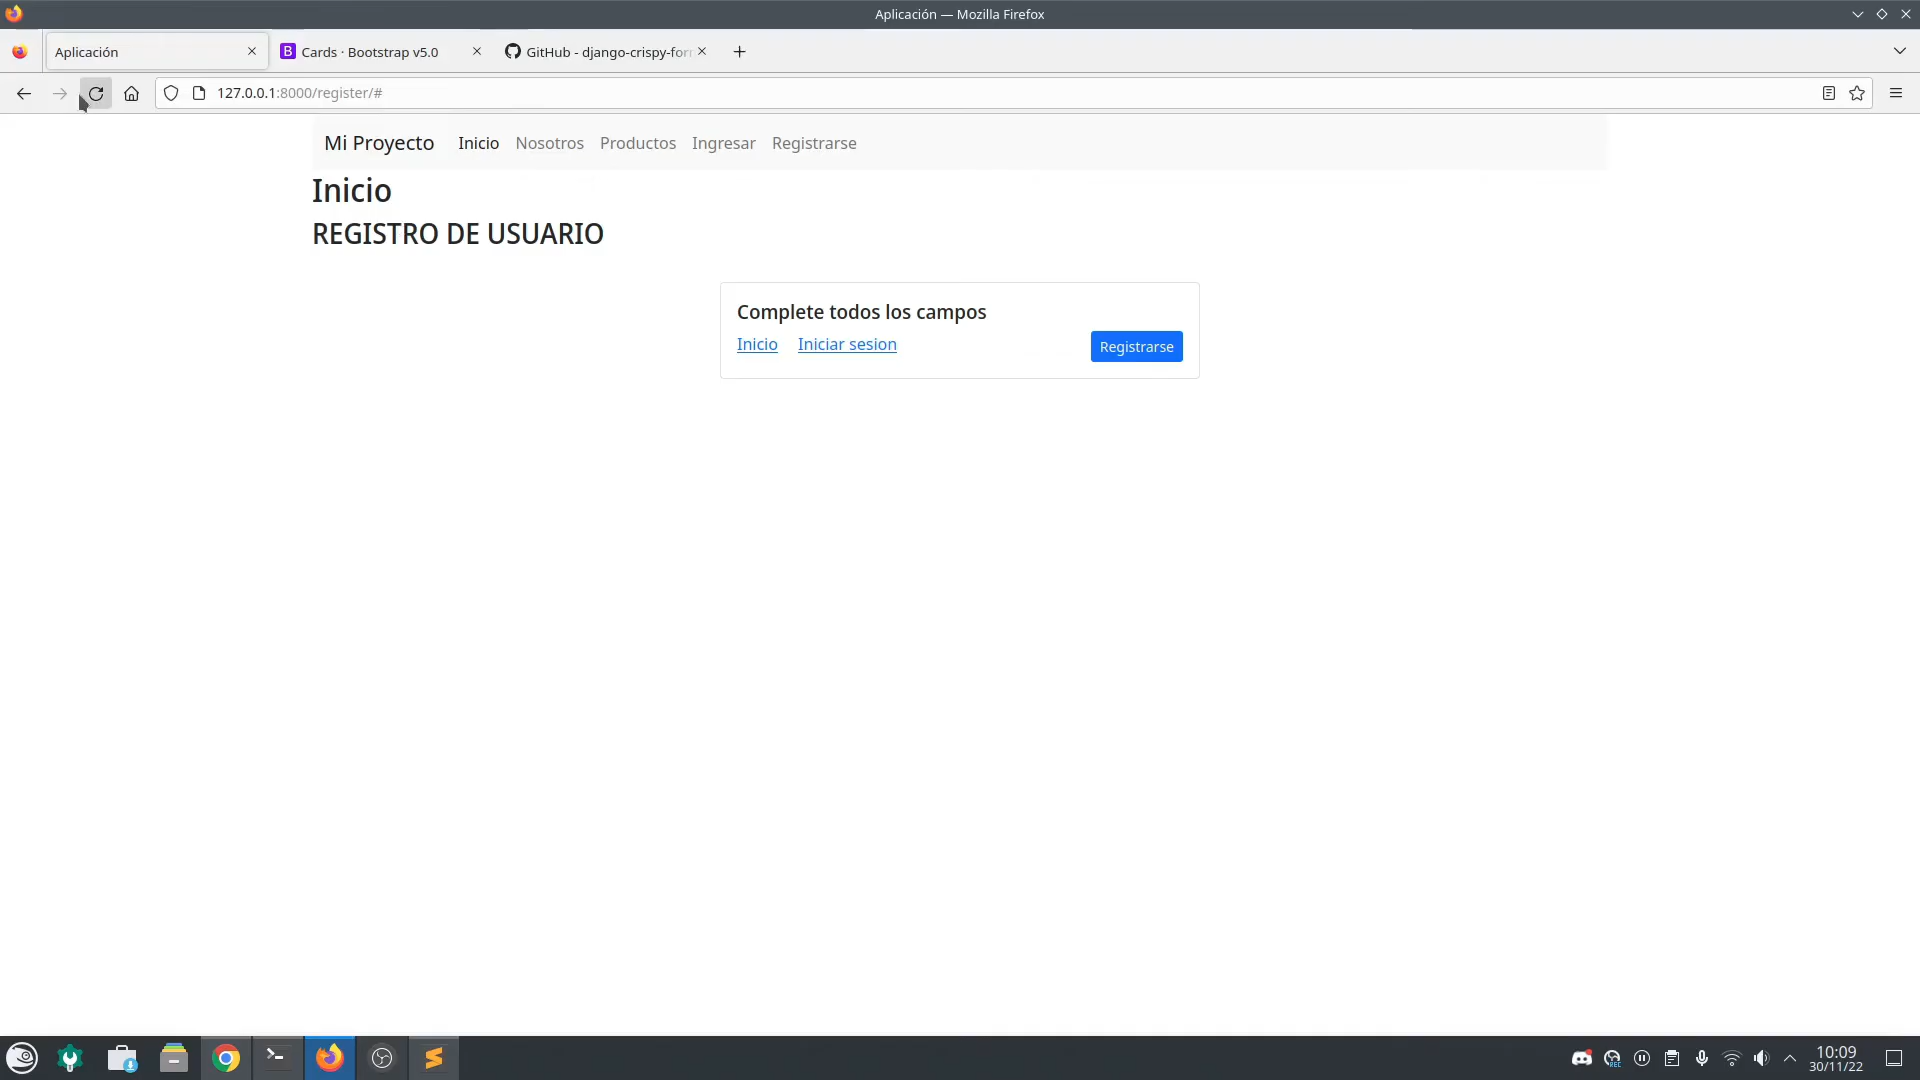 Aplicación — Mozilla Firefox
Aplicación
Cards · Bootstrap v5.0
GitHub - django-crispy-for
127.0.0.1:8000/register/#
Mi Proyecto Inicio Nosotros Productos Ingresar Registrarse
Inicio
REGISTRO DE USUARIO
Complete todos los campos
Inicio Iniciar sesion Registrarse
10:09
30/11/22